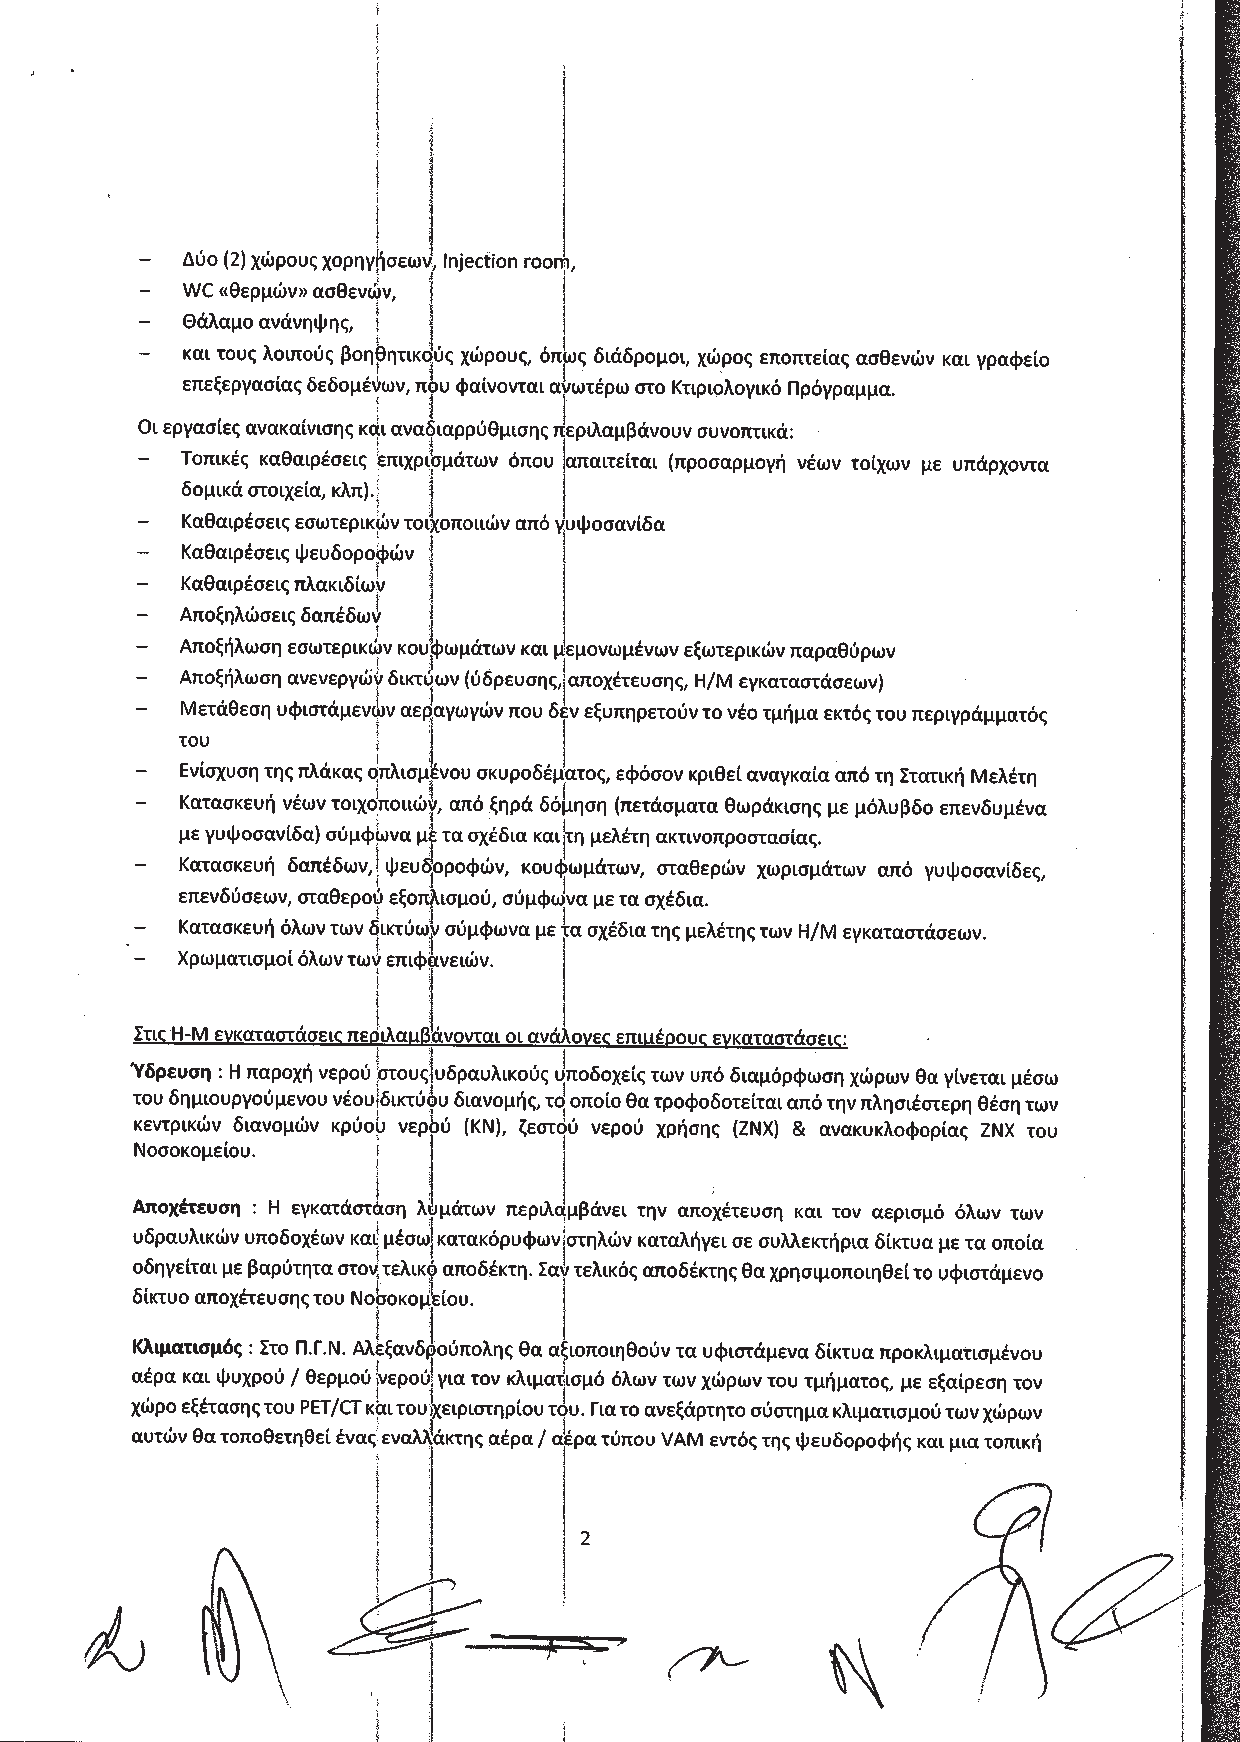 – Δύο (2) χώρους χορηγήσεων, Injection room,
– WC «θερμών» ασθενών,
– Θάλαμο ανάνηψης,
– και τους λοιπούς βοηθητικούς χώρους, όπως διάδρομοι, χώρος εποπτείας ασθενών και γραφείο
επεξεργασίας δεδομένων, που φαίνονται ανωτέρω στο Κτιριολογικό Πρόγραμμα.
Οι εργασίες ανακαίνισης και αναδιαρρύθμισης περιλαμβάνουν συνοπτικά:
– Τοπικές καθαιρέσεις επιχρισμάτων όπου απαιτείται (προσαρμογή νέων τοίχων με υπάρχοντα
δομικά στοιχεία, κλπ).
– Καθαιρέσεις εσωτερικών τοιχοποιιών από γυψοσανίδα
– Καθαιρέσεις ψευδοροφών
– Καθαιρέσεις πλακιδίων
– Αποξηλώσεις δαπέδων
– Αποξήλωση εσωτερικών κουφωμάτων και μεμονωμένων εξωτερικών παραθύρων
– Αποξήλωση ανενεργών δικτύων (ύδρευσης, αποχέτευσης, Η/Μ εγκαταστάσεων)
– Μετάθεση υφιστάμενων αεραγωγών που δεν εξυπηρετούν το νέο τμήμα εκτός του περιγράμματός
του
– Ενίσχυση της πλάκας οπλισμένου σκυροδέματος, εφόσον κριθεί αναγκαία από τη Στατική Μελέτη
– Κατασκευή νέων τοιχοποιιών, από ξηρά δόμηση (πετάσματα θωράκισης με μόλυβδο επενδυμένα
με γυψοσανίδα) σύμφωνα με τα σχέδια και τη μελέτη ακτινοπροστασίας.
– Κατασκευή δαπέδων, ψευδοροφών, κουφωμάτων, σταθερών χωρισμάτων από γυψοσανίδες,
επενδύσεων, σταθερού εξοπλισμού, σύμφωνα με τα σχέδια.
– Κατασκευή όλων των δικτύων σύμφωνα με τα σχέδια της μελέτης των Η/Μ εγκαταστάσεων.
– Χρωματισμοί όλων των επιφανειών.
Στις Η-Μ εγκαταστάσεις περιλαμβάνονται οι ανάλογες επιμέρους εγκαταστάσεις:
Ύδρευση : Η παροχή νερού στους υδραυλικούς υποδοχείς των υπό διαμόρφωση χώρων θα γίνεται μέσω
του δημιουργούμενου νέου δικτύου διανομής, το οποίο θα τροφοδοτείται από την πλησιέστερη θέση των
κεντρικών διανομών κρύου νερού (ΚΝ), ζεστού νερού χρήσης (ΖΝΧ) & ανακυκλοφορίας ΖΝΧ του
Νοσοκομείου.
Αποχέτευση : Η εγκατάσταση λυμάτων περιλαμβάνει την αποχέτευση και τον αερισμό όλων των
υδραυλικών υποδοχέων και μέσω κατακόρυφων στηλών καταλήγει σε συλλεκτήρια δίκτυα με τα οποία
οδηγείται με βαρύτητα στον τελικό αποδέκτη. Σαν τελικός αποδέκτης θα χρησιμοποιηθεί το υφιστάμενο
δίκτυο αποχέτευσης του Νοσοκομείου.
Κλιματισμός : Στο Π.Γ.Ν. Αλεξανδρούπολης θα αξιοποιηθούν τα υφιστάμενα δίκτυα προκλιματισμένου
αέρα και ψυχρού / θερμού νερού για τον κλιματισμό όλων των χώρων του τμήματος, με εξαίρεση τον
χώρο εξέτασης του PET/CT και του χειριστηρίου του. Για το ανεξάρτητο σύστημα κλιματισμού των χώρων
αυτών θα τοποθετηθεί ένας εναλλάκτης αέρα / αέρα τύπου VAM εντός της ψευδοροφής και μια τοπική
2